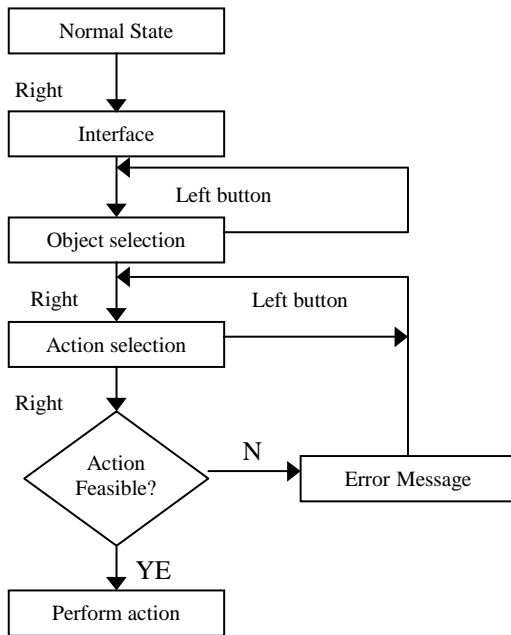 Normal State
Right
Interface
Left button
Object selection
Right
Left button
Action selection
Right
Action
Feasible?
N
Error Message
YE
Perform action